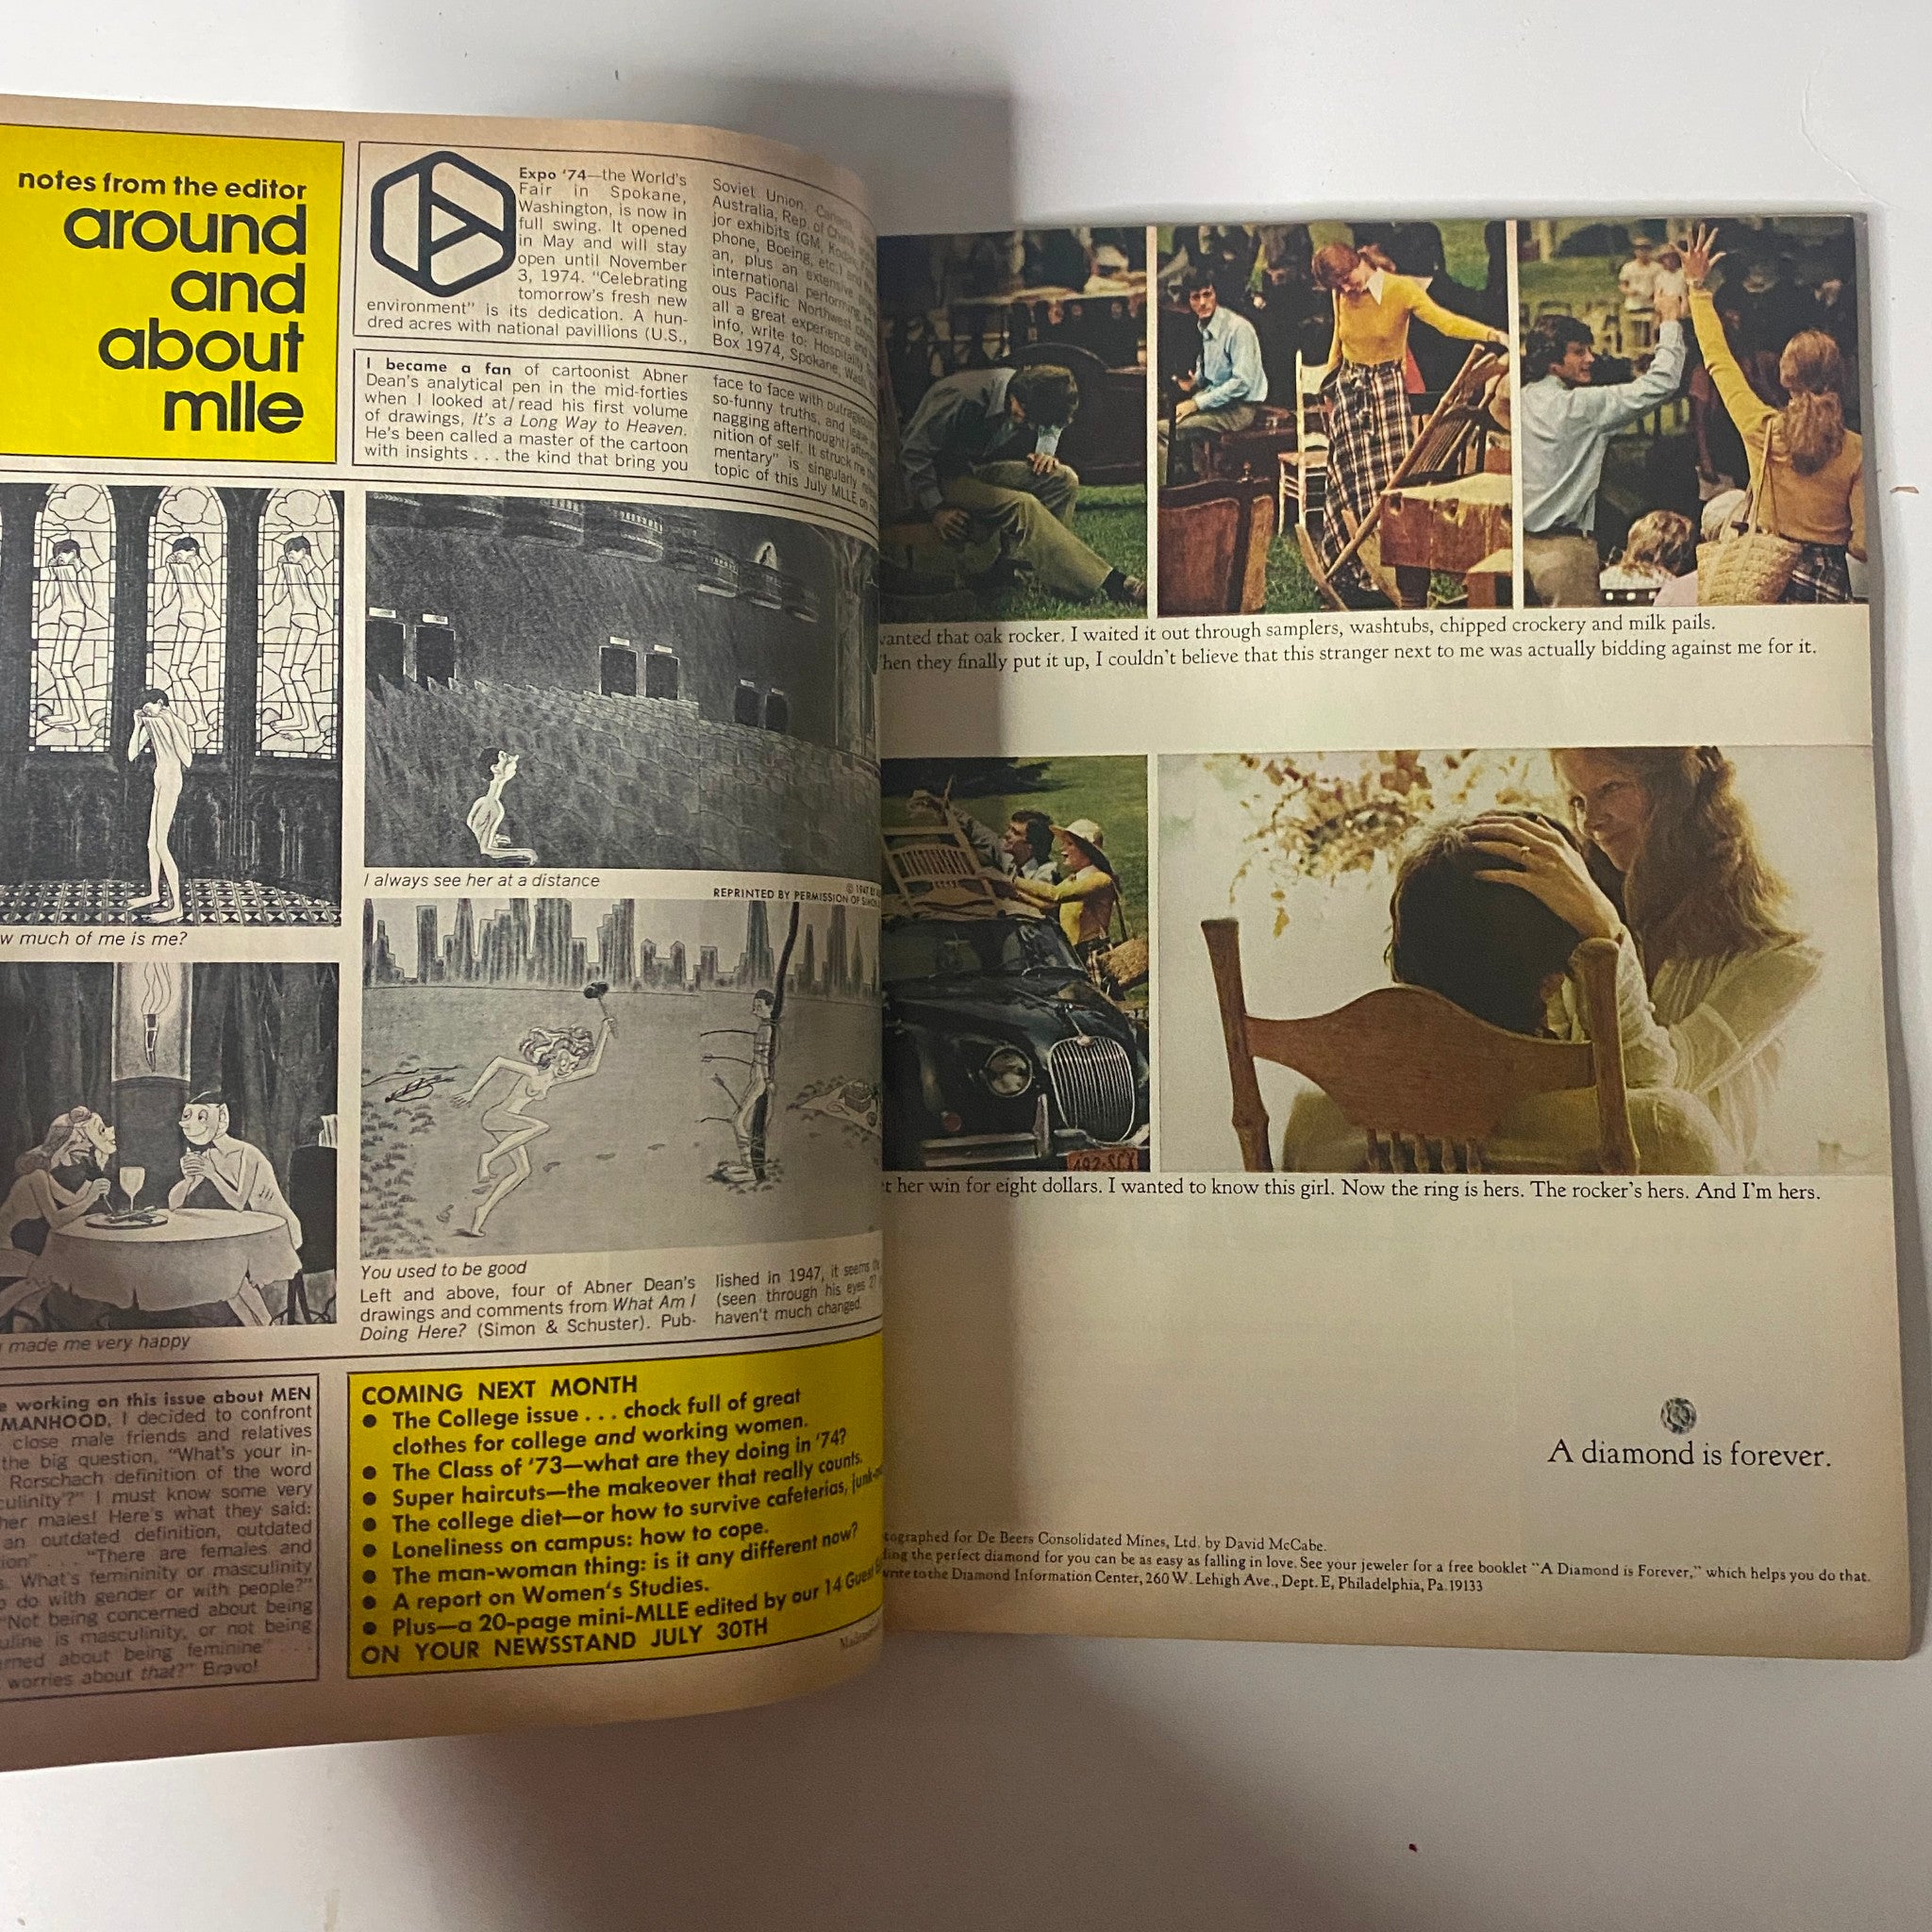 notes from the editor
around
and
about
mlle
Expo '74—the World's
Fair in Spokane,
Washington, is now in
full swing. It opened
in May and will stay
open until November
3, 1974. "Celebrating
tomorrow's fresh new
environment" is its dedication. A hun-
dred acres with national pavillions (U.S.,
Soviet Union, Canada,
Australia, Rep. of China,
jor exhibits (GM, Kodak,
phone, Boeing, etc.) and
an, plus an extensive
international performing
ous Pacific Northwest
all a great experience and
info, write to: Hospitality
Box 1974, Spokane, Wash.
I became a fan of cartoonist Abner
Dean's analytical pen in the mid-forties
when I looked at/read his first volume
of drawings, It's a Long Way to Heaven.
He's been called a master of the cartoon
with insights . . . the kind that bring you
face to face with outrageous
so-funny truths, and leave
nagging afterthought/
nition of self. It struck me
mentary" is singularly
topic of this July MLLE on
much of me is me?
I always see her at a distance
© 1947 BY
REPRINTED BY PERMISSION OF SIMON
made me very happy
You used to be good
Left and above, four of Abner Dean's
drawings and comments from What Am I
Doing Here? (Simon & Schuster). Pub-
lished in 1947, it seems
(seen through his eyes
haven't much changed.
working on this issue about MEN
MANHOOD, I decided to confront
close male friends and relatives
the big question, "What's your in-
Rorschach definition of the word
I must know some very
males! Here's what they said:
an outdated definition, outdated
. . . "There are females and
What's femininity or masculinity
do with gender or with people?"
"Not being concerned about being
is masculinity, or not being
about being feminine" . . .
worries about that?" Bravo!
COMING NEXT MONTH
● The College issue . . . chock full of great
clothes for college and working women.
● The Class of '73—what are they doing in '74?
● Super haircuts—the makeover that really counts.
● The college diet—or how to survive cafeterias,
● Loneliness on campus: how to cope.
● The man-woman thing: is it any different now?
● A report on Women's Studies.
● Plus—a 20-page mini-MLLE edited by our 14 Guest
ON YOUR NEWSSTAND JULY 30TH
wanted that oak rocker. I waited it out through samplers, washtubs, chipped crockery and milk pails.
hen they finally put it up, I couldn't believe that this stranger next to me was actually bidding against me for it.
492·SCX
her win for eight dollars. I wanted to know this girl. Now the ring is hers. The rocker's hers. And I'm hers.
A diamond is forever.
tographed for De Beers Consolidated Mines, Ltd. by David McCabe.
the perfect diamond for you can be as easy as falling in love. See your jeweler for a free booklet "A Diamond is Forever," which helps you do that.
write to the Diamond Information Center, 260 W. Lehigh Ave., Dept. E, Philadelphia, Pa. 19133